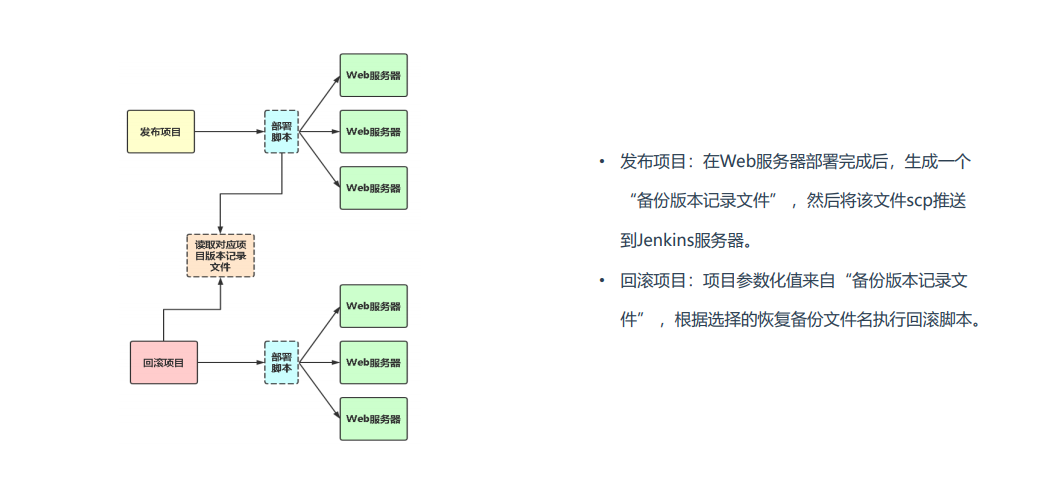 Web服务器
发布项目
部署
脚本
Web服务器
Web服务器
读取对应项
目版本记录
文件
Web服务器
回滚项目
部署
脚本
Web服务器
Web服务器
• 发布项目：在Web服务器部署完成后，生成一个
“备份版本记录文件”，然后将该文件scp推送
到Jenkins服务器。
• 回滚项目：项目参数化值来自“备份版本记录文
件”，根据选择的恢复备份文件名执行回滚脚本。